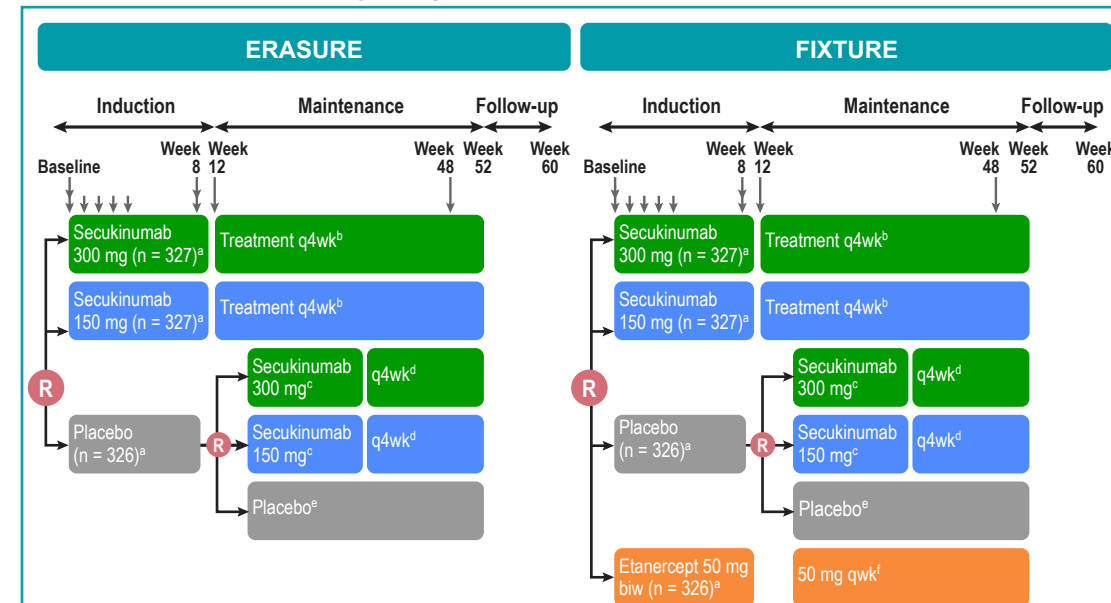 ERASURE
Induction Maintenance Follow-up
Baseline Week 8 Week 12 Week 48 Week 52 Week 60
Secukinumab
300 mg (n = 327)ᵃ
Treatment q4wkᵇ
Secukinumab
150 mg (n = 327)ᵃ
Treatment q4wkᵇ
R
Placebo
(n = 326)ᵃ
R
Secukinumab
300 mgᶜ
q4wkᵈ
Secukinumab
150 mgᶜ
q4wkᵈ
Placeboᵉ
FIXTURE
Induction Maintenance Follow-up
Baseline Week 8 Week 12 Week 48 Week 52 Week 60
Secukinumab
300 mg (n = 327)ᵃ
Treatment q4wkᵇ
Secukinumab
150 mg (n = 327)ᵃ
Treatment q4wkᵇ
R
Placebo
(n = 326)ᵃ
R
Secukinumab
300 mgᶜ
q4wkᵈ
Secukinumab
150 mgᶜ
q4wkᵈ
Placeboᵉ
Etanercept 50 mg
biw (n = 326)ᵃ
50 mg qwkᶠ